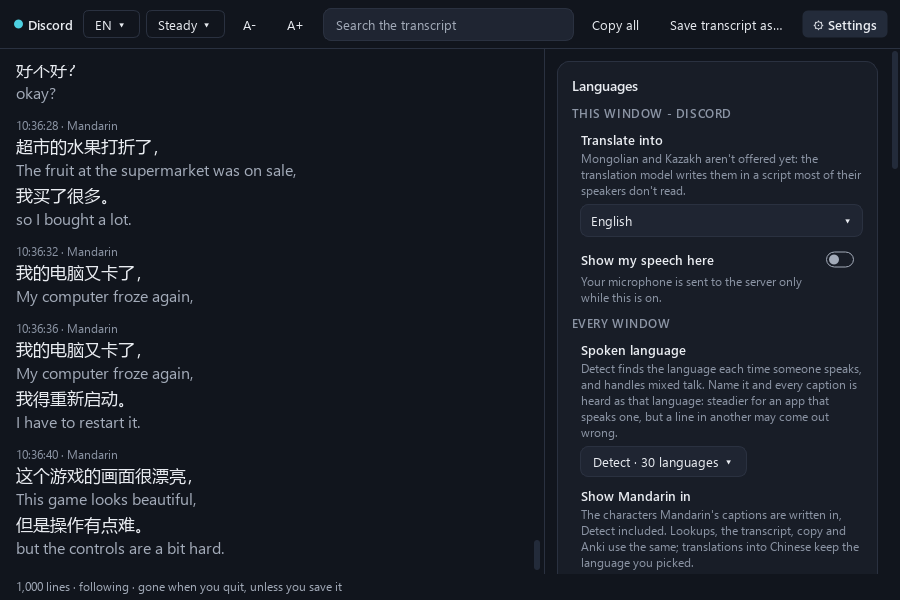 Discord
EN
Steady
A-
A+
Search the transcript
Copy all
Save transcript as...
Settings
好不好？
okay?
10:36:28 · Mandarin
超市的水果打折了，
The fruit at the supermarket was on sale,
我买了很多。
so I bought a lot.
10:36:32 · Mandarin
我的电脑又卡了，
My computer froze again,
10:36:36 · Mandarin
我的电脑又卡了，
My computer froze again,
我得重新启动。
I have to restart it.
10:36:40 · Mandarin
这个游戏的画面很漂亮，
This game looks beautiful,
但是操作有点难。
but the controls are a bit hard.
1,000 lines · following · gone when you quit, unless you save it
Languages
THIS WINDOW - DISCORD
Translate into
Mongolian and Kazakh aren't offered yet: the
translation model writes them in a script most of their
speakers don't read.
English
Show my speech here
Your microphone is sent to the server only
while this is on.
EVERY WINDOW
Spoken language
Detect finds the language each time someone speaks,
and handles mixed talk. Name it and every caption is
heard as that language: steadier for an app that
speaks one, but a line in another may come out
wrong.
Detect · 30 languages
Show Mandarin in
The characters Mandarin's captions are written in,
Detect included. Lookups, the transcript, copy and
Anki use the same; translations into Chinese keep the
language you picked.